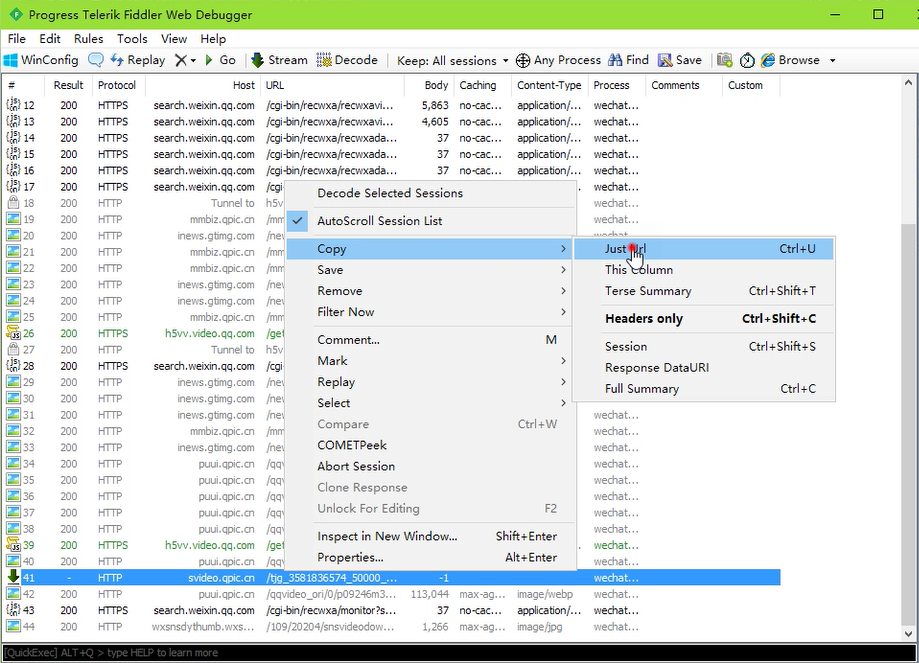 Progress Telerik Fiddler Web Debugger
File Edit Rules Tools View Help
WinConfig Replay Go Stream Decode Keep: All sessions Any Process Find Save Browse
# Result Protocol Host URL Body Caching Content-Type Process Comments Custom
12 200 HTTPS search.weixin.qq.com /cgi-bin/recwxa/recwxavi... 5,863 no-cac... application/... wechat...
13 200 HTTPS search.weixin.qq.com /cgi-bin/recwxa/recwxavi... 4,605 no-cac... application/... wechat...
14 200 HTTPS search.weixin.qq.com /cgi-bin/recwxa/recwxada... 37 no-cac... application/... wechat...
15 200 HTTPS search.weixin.qq.com /cgi-bin/recwxa/recwxada... 37 no-cac... application/... wechat...
16 200 HTTPS search.weixin.qq.com /cgi-bin/recwxa/recwxada... 37 no-cac... application/... wechat...
17 200 HTTPS search.weixin.qq.com /cgi wechat...
Decode Selected Sessions
18 200 HTTP Tunnel to h5v wechat...
19 200 HTTP mmbiz.qpic.cn /mm wechat...
AutoScroll Session List
20 200 HTTP inews.gtimg.com /new
21 200 HTTP mmbiz.qpic.cn /mm
Copy
Just Url Ctrl+U
22 200 HTTP mmbiz.qpic.cn /mm
Save
This Column
23 200 HTTP inews.gtimg.com
Remove
Terse Summary Ctrl+Shift+T
24 200 HTTP inews.gtimg.com
Filter Now
25 200 HTTP mmbiz.qpic.cn /mm
Headers only Ctrl+Shift+C
26 200 HTTPS h5vv.video.qq.com /get
Comment... M
27 200 HTTP Tunnel to h5v
Session Ctrl+Shift+S
28 200 HTTPS search.weixin.qq.com /cgi
Mark
Response DataURI
29 200 HTTP inews.gtimg.com
Replay
Full Summary Ctrl+C
30 200 HTTP inews.gtimg.com
Select
31 200 HTTP inews.gtimg.com wechat...
Compare Ctrl+W
32 200 HTTP mmbiz.qpic.cn /mm wechat...
COMETPeek
33 200 HTTP inews.gtimg.com wechat...
Abort Session
34 200 HTTP puui.qpic.cn /qqv wechat...
35 200 HTTP puui.qpic.cn /qqv wechat...
Clone Response
36 200 HTTP puui.qpic.cn /qqv wechat...
Unlock For Editing F2
37 200 HTTP puui.qpic.cn /qqv wechat...
38 200 HTTP puui.qpic.cn /qqv wechat...
Inspect in New Window... Shift+Enter
39 200 HTTPS h5vv.video.qq.com /get wechat...
Properties... Alt+Enter
40 200 HTTP puui.qpic.cn /qqv wechat...
41 - HTTP svideo.qpic.cn /tjg_3581836574_50000_... -1 wechat...
42 200 HTTP puui.qpic.cn /qqvideo_ori/0/p09246m3... 113,044 max-ag... image/webp wechat...
43 200 HTTPS search.weixin.qq.com /cgi-bin/recwxa/monitor?s... 37 no-cac... application/... wechat...
44 200 HTTP wxsnsdythumb.wxs... /109/20204/snsvideodow... 1,266 max-ag... image/jpg wechat...
[QuickExec] ALT+Q > type HELP to learn more